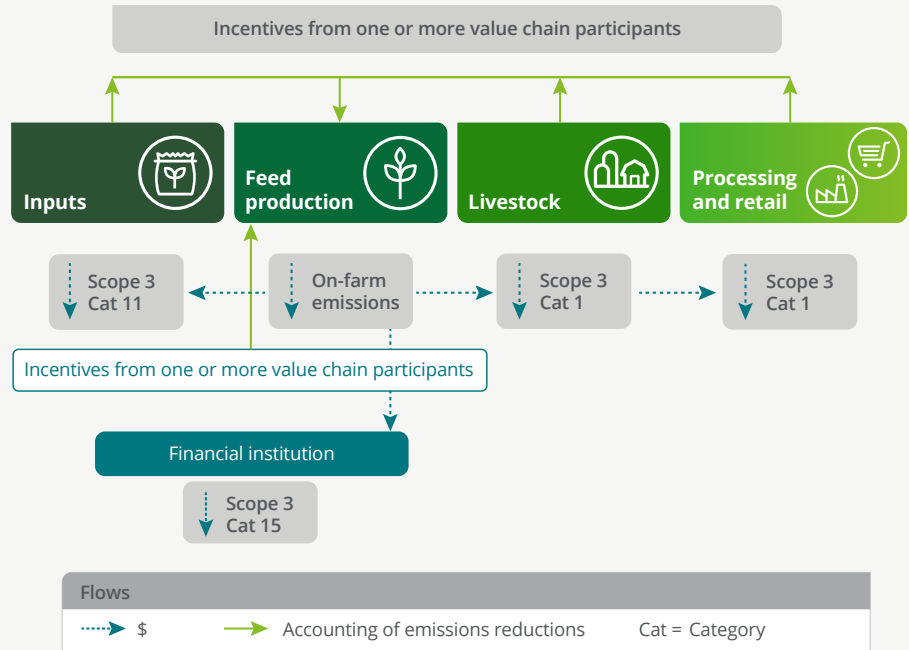 Incentives from one or more value chain participants
Inputs
Feed
production
Livestock
Processing
and retail
Scope 3
Cat 11
On-farm
emissions
Scope 3
Cat 1
Scope 3
Cat 1
Incentives from one or more value chain participants
Financial institution
Scope 3
Cat 15
Flows
$ Accounting of emissions reductions Cat = Category